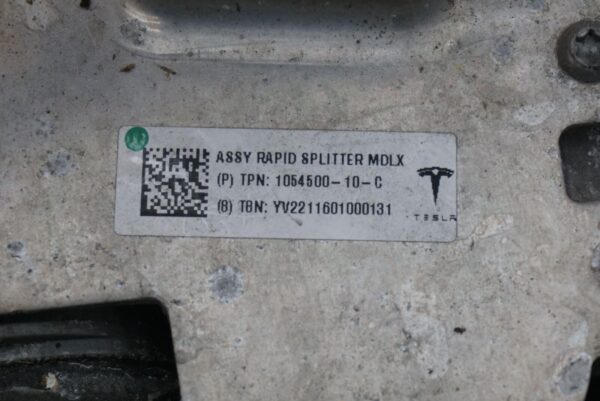 ASSY RAPID SPLITTER MDLX
(P) TPN: 1054500-10-C
(8) TBN: YV2211601000131
TESLA